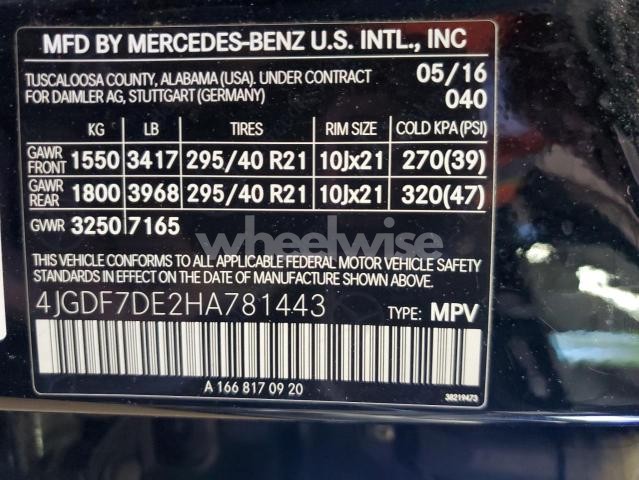 MFD BY MERCEDES-BENZ U.S. INTL., INC
TUSCALOOSA COUNTY, ALABAMA (USA). UNDER CONTRACT 05/16
FOR DAIMLER AG, STUTTGART (GERMANY) 040
KG LB TIRES RIM SIZE COLD KPA (PSI)
GAWR FRONT 1550 3417 295/40 R21 10Jx21 270(39)
GAWR REAR 1800 3968 295/40 R21 10Jx21 320(47)
GVWR 3250 7165
wheelwise
THIS VEHICLE CONFORMS TO ALL APPLICABLE FEDERAL MOTOR VEHICLE SAFETY
STANDARDS IN EFFECT ON THE DATE OF MANUFACTURE SHOWN ABOVE.
4JGDF7DE2HA781443 TYPE: MPV
A 166 817 09 20
38219473